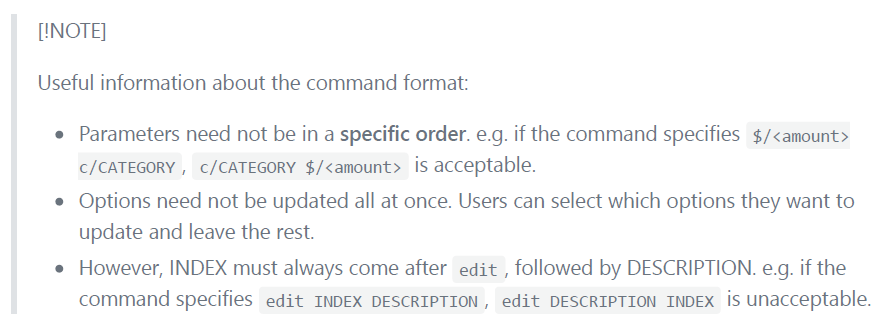 [!NOTE]
Useful information about the command format:
• Parameters need not be in a specific order. e.g. if the command specifies $/<amount>
c/CATEGORY, c/CATEGORY $/<amount> is acceptable.
• Options need not be updated all at once. Users can select which options they want to
update and leave the rest.
• However, INDEX must always come after edit, followed by DESCRIPTION. e.g. if the
command specifies edit INDEX DESCRIPTION, edit DESCRIPTION INDEX is unacceptable.